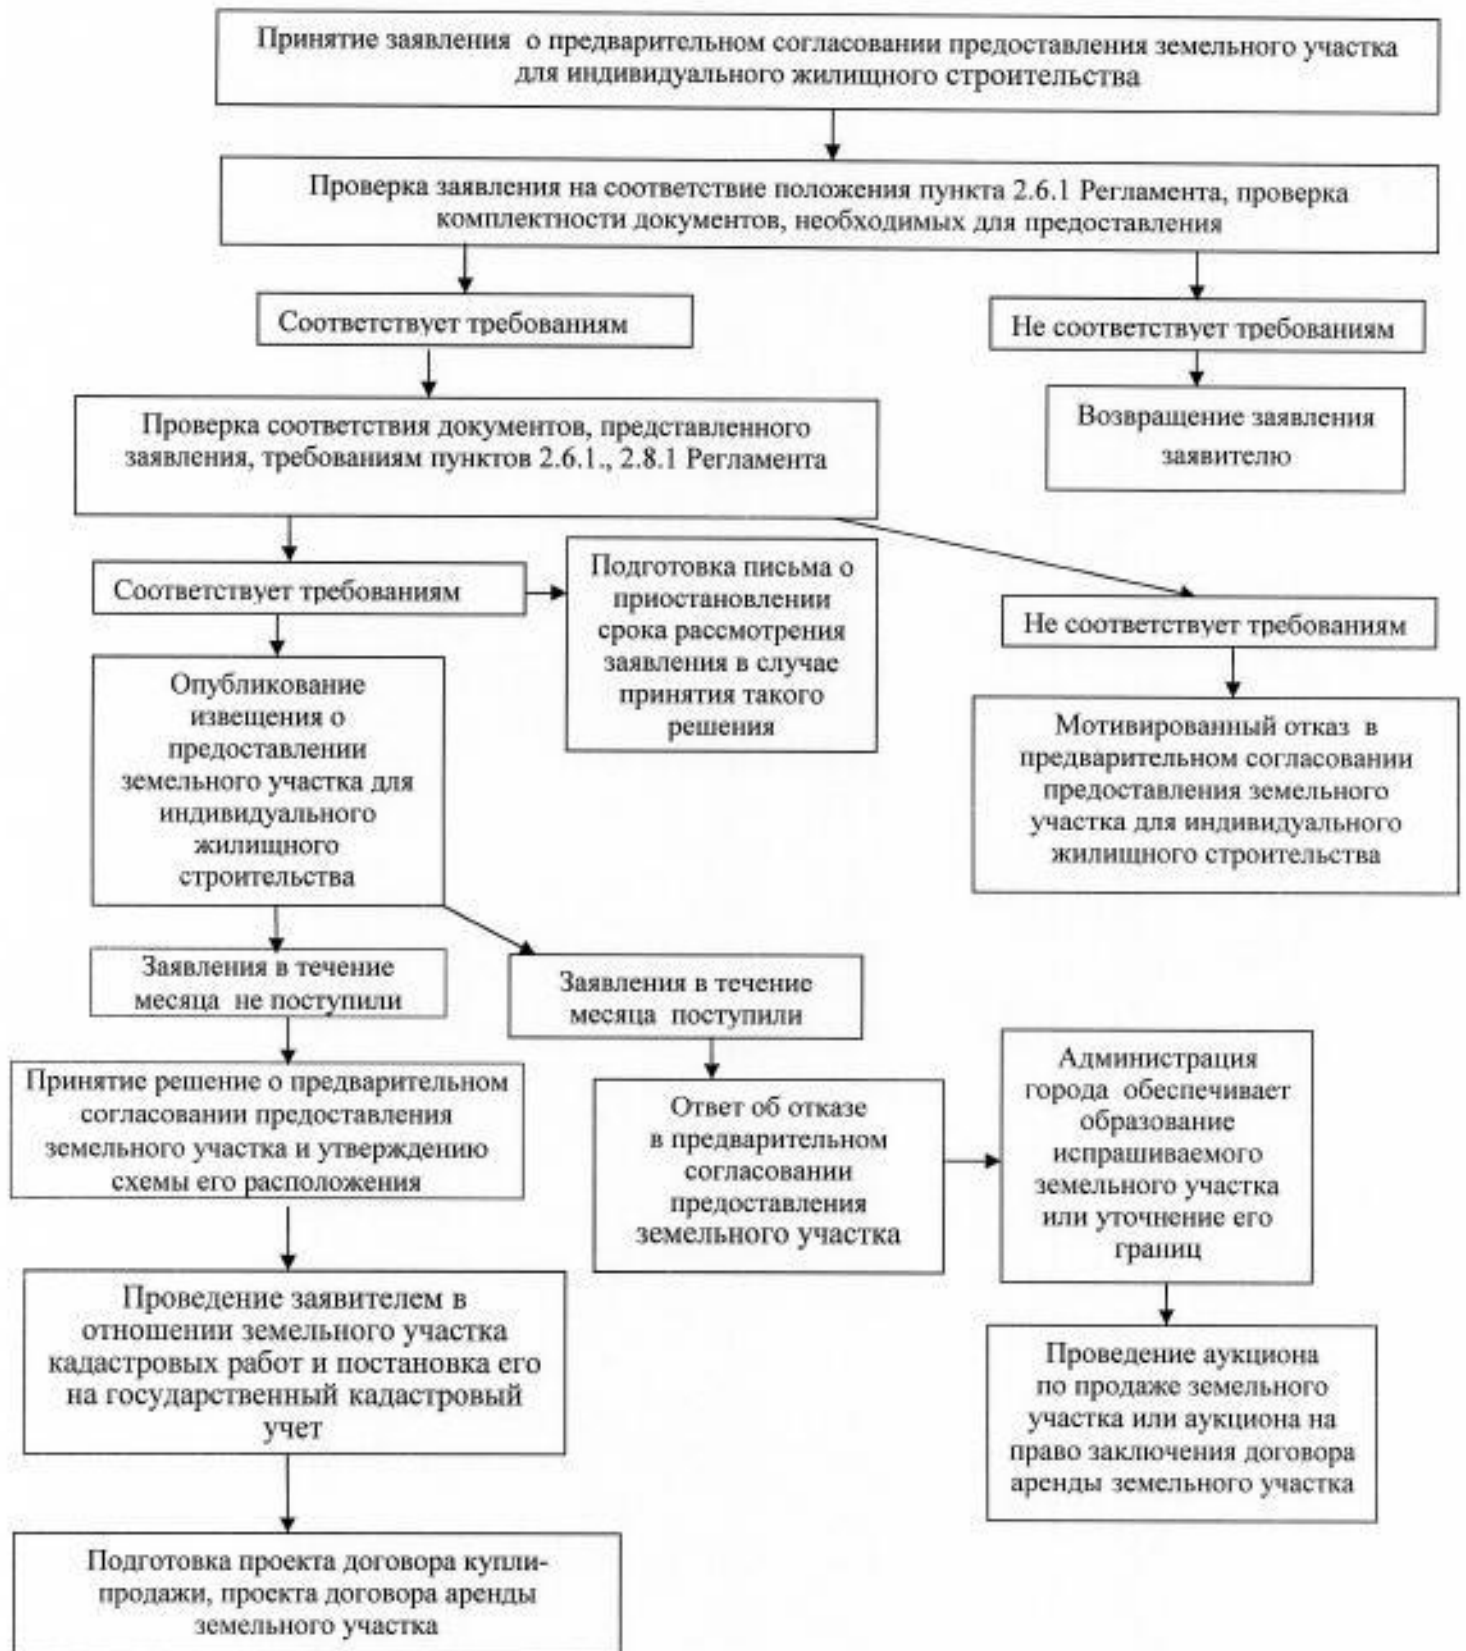 Принятие заявления о предварительном согласовании предоставления земельного участка
для индивидуального жилищного строительства
Проверка заявления на соответствие положения пункта 2.6.1 Регламента, проверка
комплектности документов, необходимых для предоставления
Соответствует требованиям
Не соответствует требованиям
Возвращение заявления
заявителю
Проверка соответствия документов, представленного
заявления, требованиям пунктов 2.6.1., 2.8.1 Регламента
Соответствует требованиям
Подготовка письма о
приостановлении
срока рассмотрения
заявления в случае
принятия такого
решения
Не соответствует требованиям
Мотивированный отказ в
предварительном согласовании
предоставления земельного
участка для индивидуального
жилищного строительства
Опубликование
извещения о
предоставлении
земельного участка для
индивидуального
жилищного
строительства
Заявления в течение
месяца не поступили
Заявления в течение
месяца поступили
Принятие решение о предварительном
согласовании предоставления
земельного участка и утверждению
схемы его расположения
Ответ об отказе
в предварительном
согласовании
предоставления
земельного участка
Администрация
города обеспечивает
образование
испрашиваемого
земельного участка
или уточнение его
границ
Проведение заявителем в
отношении земельного участка
кадастровых работ и постановка его
на государственный кадастровый
учет
Проведение аукциона
по продаже земельного
участка или аукциона на
право заключения договора
аренды земельного участка
Подготовка проекта договора купли-
продажи, проекта договора аренды
земельного участка